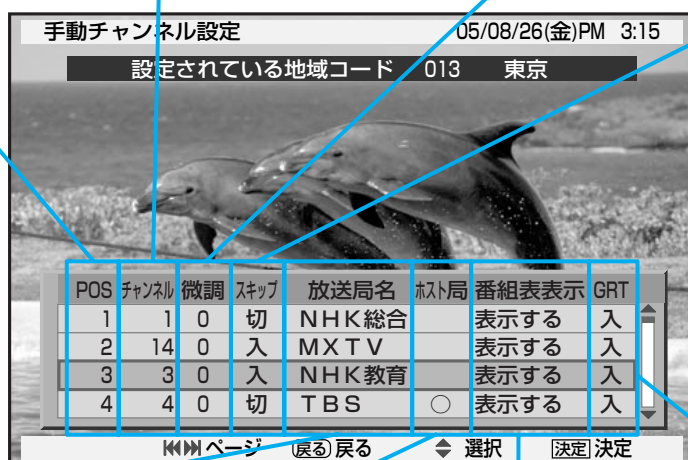 手動チャンネル設定 05/08/26(金)PM 3:15
設定されている地域コード 013 東京
POS チャンネル 微調 スキップ 放送局名 ホスト局 番組表表示 GRT
1 1 0 切 NHK総合 表示する 入
2 14 0 入 MXTV 表示する 入
3 3 0 入 NHK教育 表示する 入
4 4 0 切 TBS ○ 表示する 入
ページ 戻る 戻る 選択 決定 決定